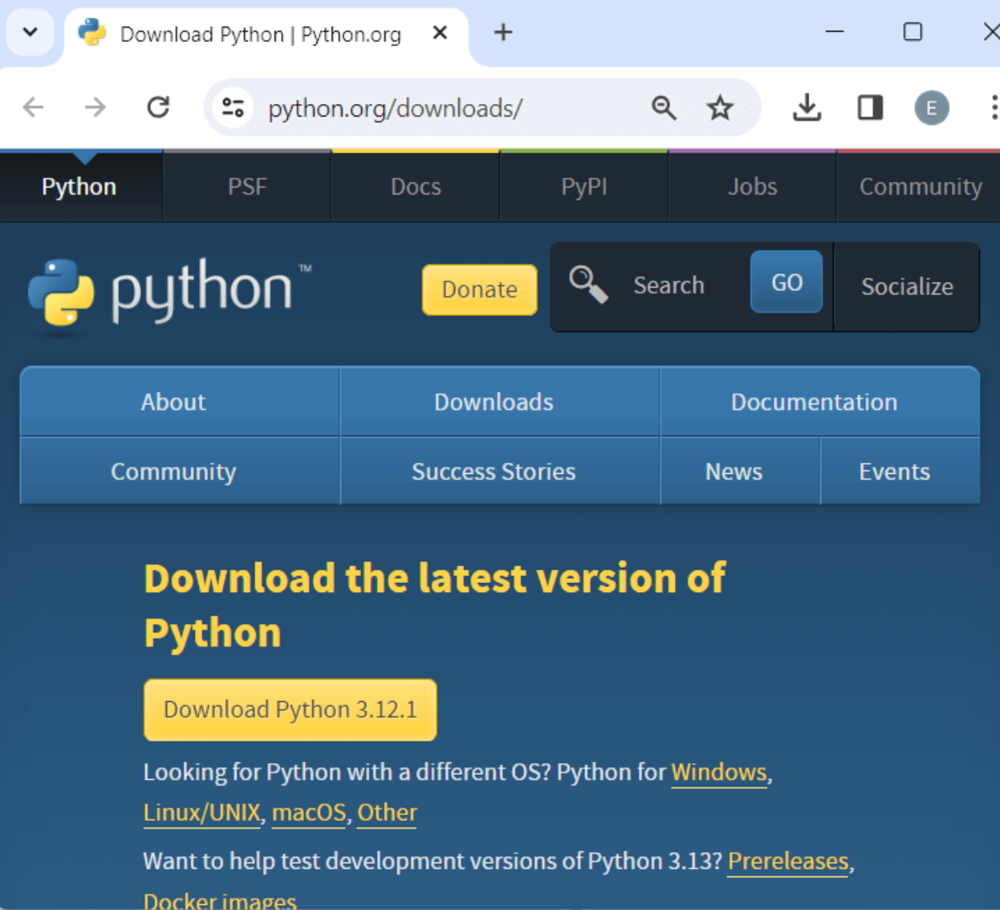 Download Python | Python.org
python.org/downloads/
E
Python PSF Docs PyPI Jobs Community
python™
Donate
Search
GO
Socialize
About Downloads Documentation
Community Success Stories News Events
Download the latest version of
Python
Download Python 3.12.1
Looking for Python with a different OS? Python for Windows,
Linux/UNIX, macOS, Other
Want to help test development versions of Python 3.13? Prereleases,
Docker images